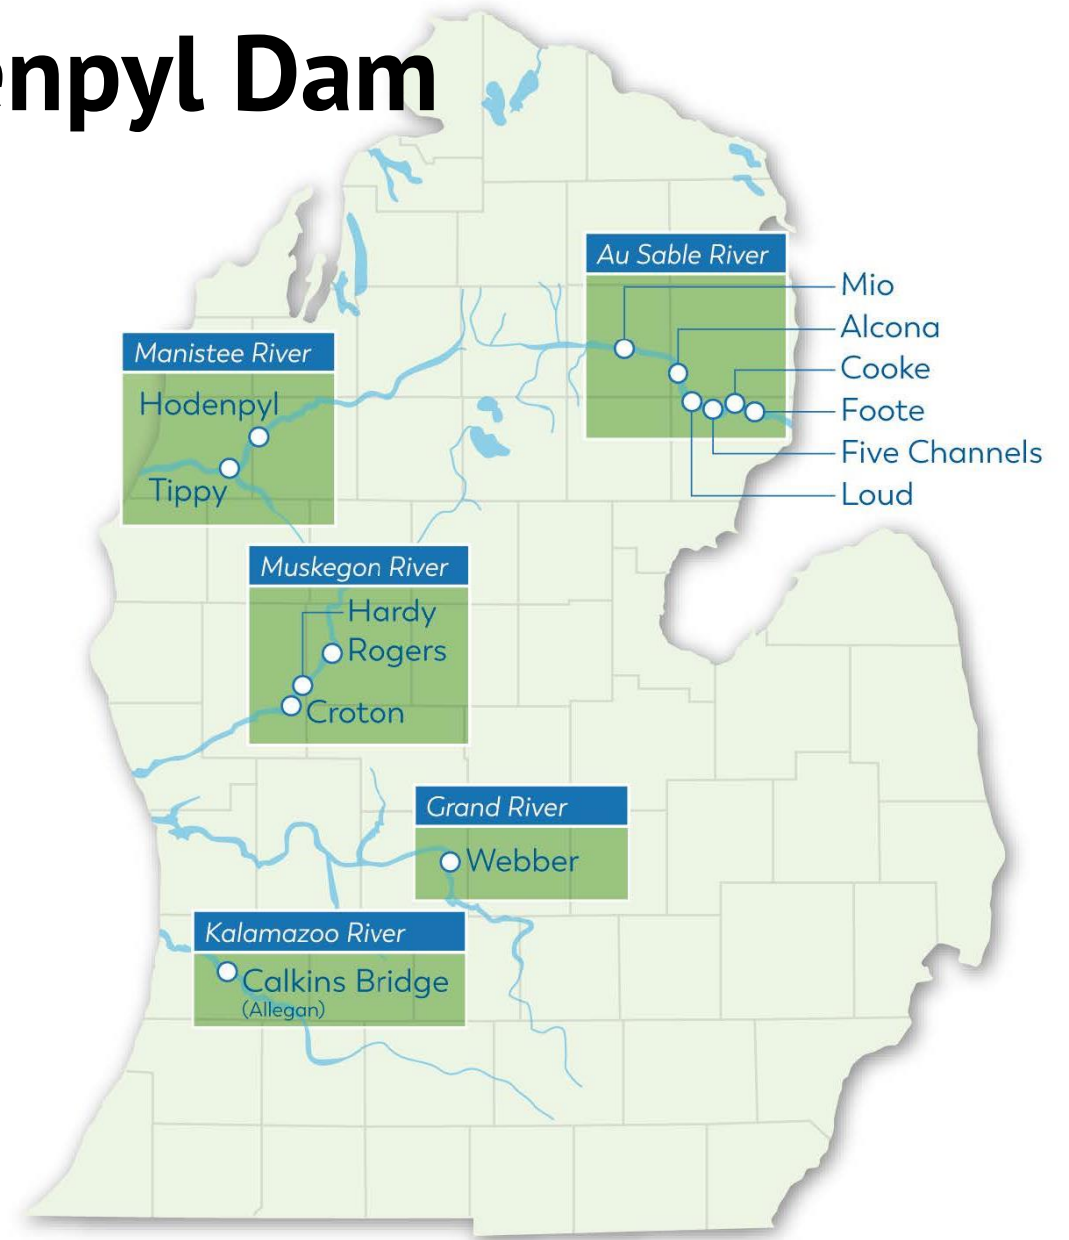 enpyl Dam
Au Sable River
Mio
Alcona
Cooke
Foote
Five Channels
Loud
Manistee River
Hodenpyl
Tippy
Muskegon River
Hardy
Rogers
Croton
Grand River
Webber
Kalamazoo River
Calkins Bridge
(Allegan)